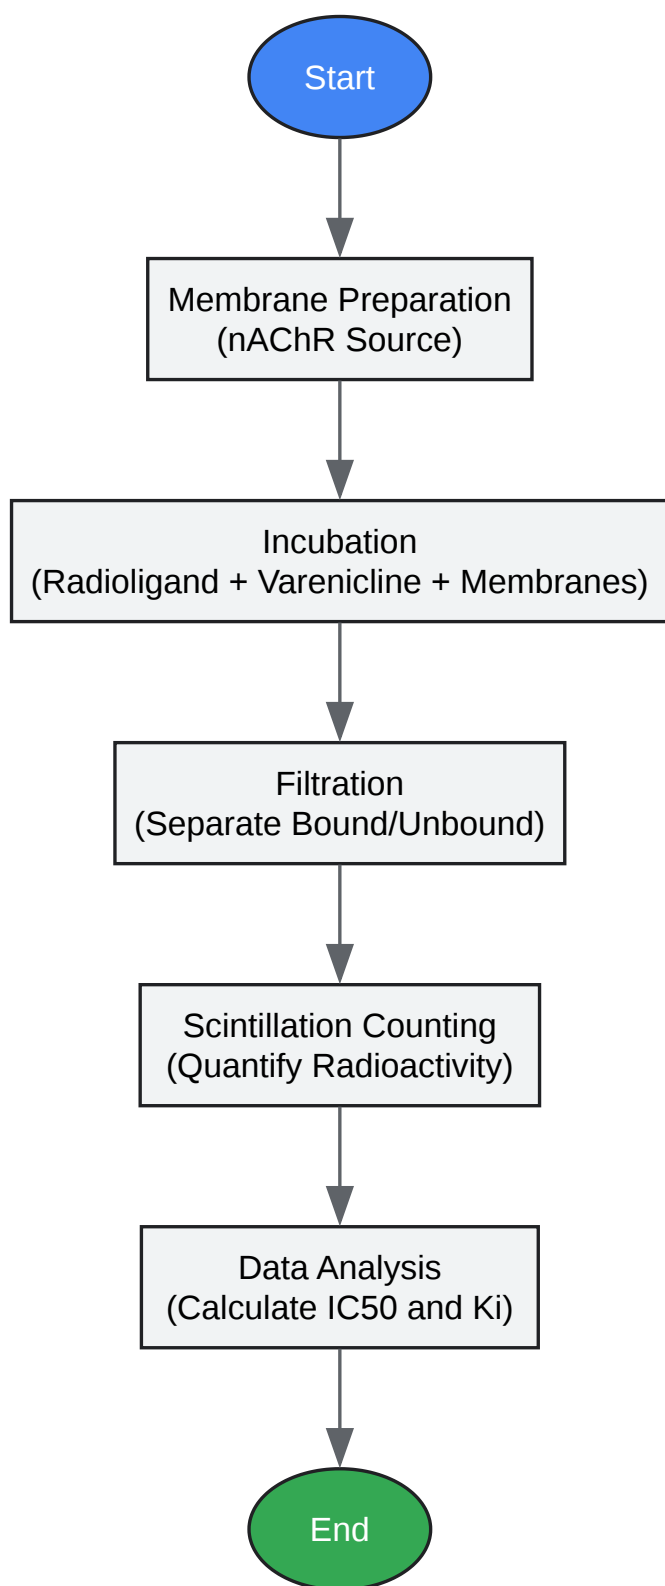 Start
Membrane Preparation
(nAChR Source)
Incubation
(Radioligand + Varenicline + Membranes)
Filtration
(Separate Bound/Unbound)
Scintillation Counting
(Quantify Radioactivity)
Data Analysis
(Calculate IC50 and Ki)
End